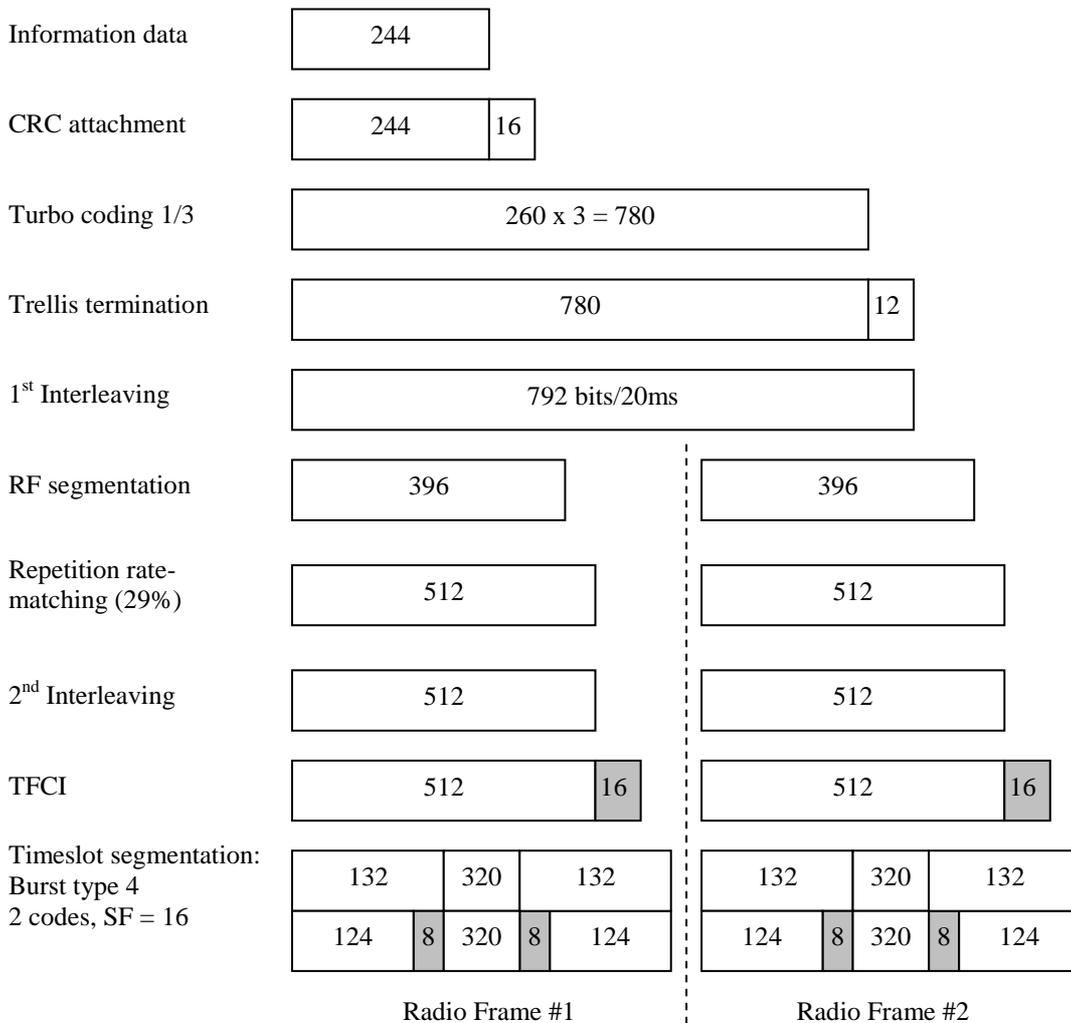 Information data
244
CRC attachment
244 16
Turbo coding 1/3
260 x 3 = 780
Trellis termination
780 12
1st Interleaving
792 bits/20ms
RF segmentation
396 396
Repetition rate-
matching (29%)
512 512
2nd Interleaving
512 512
TFCI
512 16 512 16
Timeslot segmentation:
Burst type 4
2 codes, SF = 16
132 320 132 132 320 132
124 8 320 8 124 124 8 320 8 124
Radio Frame #1 Radio Frame #2